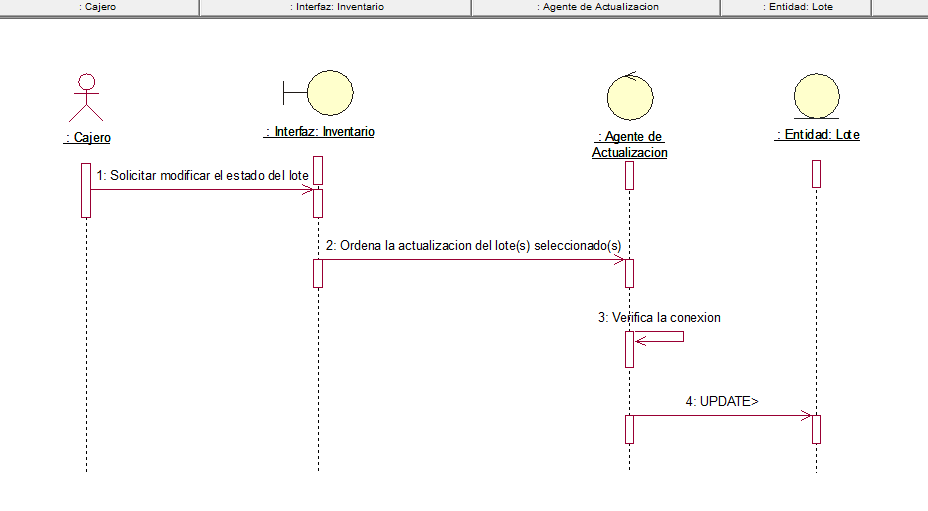 : Cajero
: Interfaz: Inventario
: Agente de Actualizacion
: Entidad: Lote
: Cajero
: Interfaz: Inventario
: Agente de
Actualizacion
: Entidad: Lote
1: Solicitar modificar el estado del lote
2: Ordena la actualizacion del lote(s) seleccionado(s)
3: Verifica la conexion
4: UPDATE>